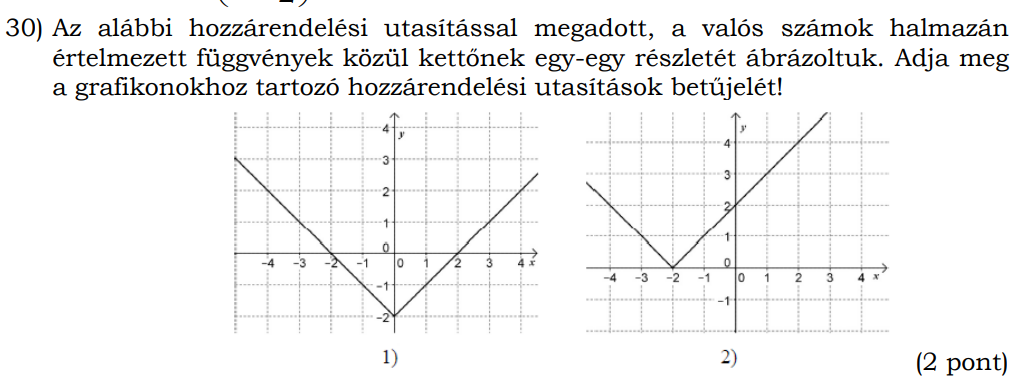 30) Az alábbi hozzárendelési utasítással megadott, a valós számok halmazán
értelmezett függvények közül kettőnek egy-egy részletét ábrázoltuk. Adja meg
a grafikonokhoz tartozó hozzárendelési utasítások betűjelét!
4 y
3
2
1
0
-4 -3 -2 -1 0 1 2 3 4 x
-1
-2
1)
y
4
3
2
1
0
-4 -3 -2 -1 0 1 2 3 4 x
-1
2)
(2 pont)